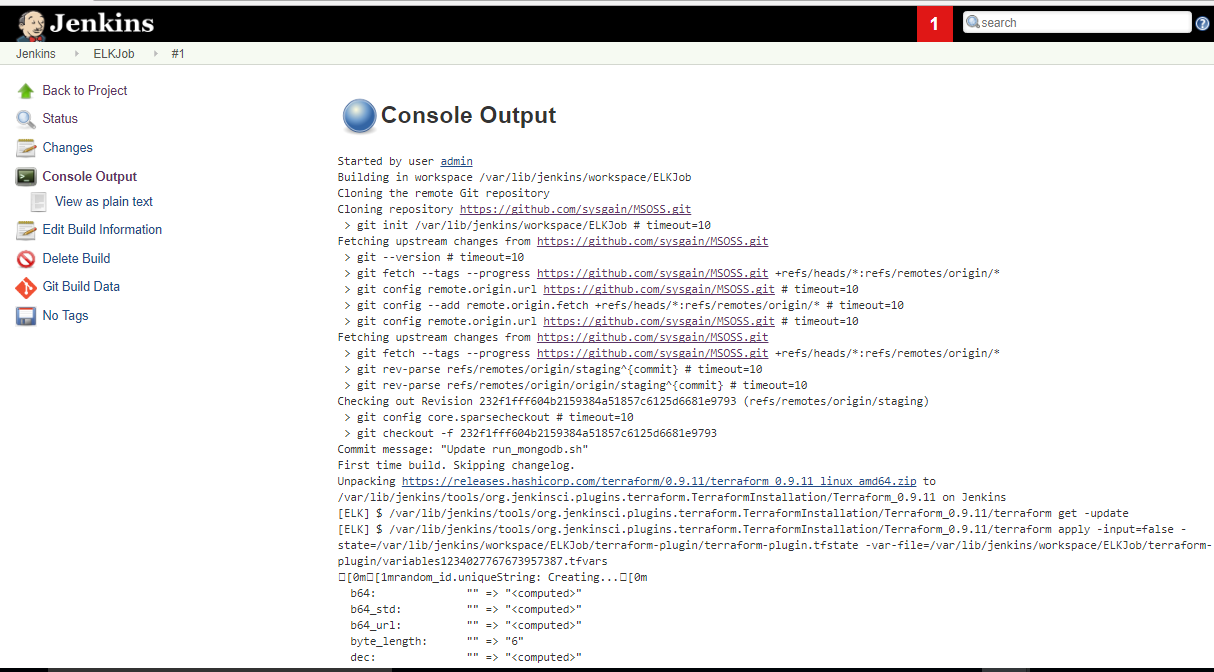 Jenkins
1
search
?
Jenkins
ELKJob
#1
Back to Project
Status
Changes
Console Output
View as plain text
Edit Build Information
Delete Build
Git Build Data
No Tags
Console Output
Started by user admin
Building in workspace /var/lib/jenkins/workspace/ELKJob
Cloning the remote Git repository
Cloning repository https://github.com/sysgain/MSOSS.git
> git init /var/lib/jenkins/workspace/ELKJob # timeout=10
Fetching upstream changes from https://github.com/sysgain/MSOSS.git
> git --version # timeout=10
> git fetch --tags --progress https://github.com/sysgain/MSOSS.git +refs/heads/*:refs/remotes/origin/*
> git config remote.origin.url https://github.com/sysgain/MSOSS.git # timeout=10
> git config --add remote.origin.fetch +refs/heads/*:refs/remotes/origin/* # timeout=10
> git config remote.origin.url https://github.com/sysgain/MSOSS.git # timeout=10
Fetching upstream changes from https://github.com/sysgain/MSOSS.git
> git fetch --tags --progress https://github.com/sysgain/MSOSS.git +refs/heads/*:refs/remotes/origin/*
> git rev-parse refs/remotes/origin/staging^{commit} # timeout=10
> git rev-parse refs/remotes/origin/origin/staging^{commit} # timeout=10
Checking out Revision 232f1fff604b2159384a51857c6125d6681e9793 (refs/remotes/origin/staging)
> git config core.sparsecheckout # timeout=10
> git checkout -f 232f1fff604b2159384a51857c6125d6681e9793
Commit message: "Update run_mongodb.sh"
First time build. Skipping changelog.
Unpacking https://releases.hashicorp.com/terraform/0.9.11/terraform_0.9.11_linux_amd64.zip to
/var/lib/jenkins/tools/org.jenkinsci.plugins.terraform.TerraformInstallation/Terraform_0.9.11 on Jenkins
[ELK] $ /var/lib/jenkins/tools/org.jenkinsci.plugins.terraform.TerraformInstallation/Terraform_0.9.11/terraform get -update
[ELK] $ /var/lib/jenkins/tools/org.jenkinsci.plugins.terraform.TerraformInstallation/Terraform_0.9.11/terraform apply -input=false -
state=/var/lib/jenkins/workspace/ELKJob/terraform-plugin/terraform-plugin.tfstate -var-file=/var/lib/jenkins/workspace/ELKJob/terraform-
plugin/variables1234027767673957387.tfvars
□[0m□[1mrandom_id.uniqueString: Creating...□[0m
b64: "" => "<computed>"
b64_std: "" => "<computed>"
b64_url: "" => "<computed>"
byte_length: "" => "6"
dec: "" => "<computed>"